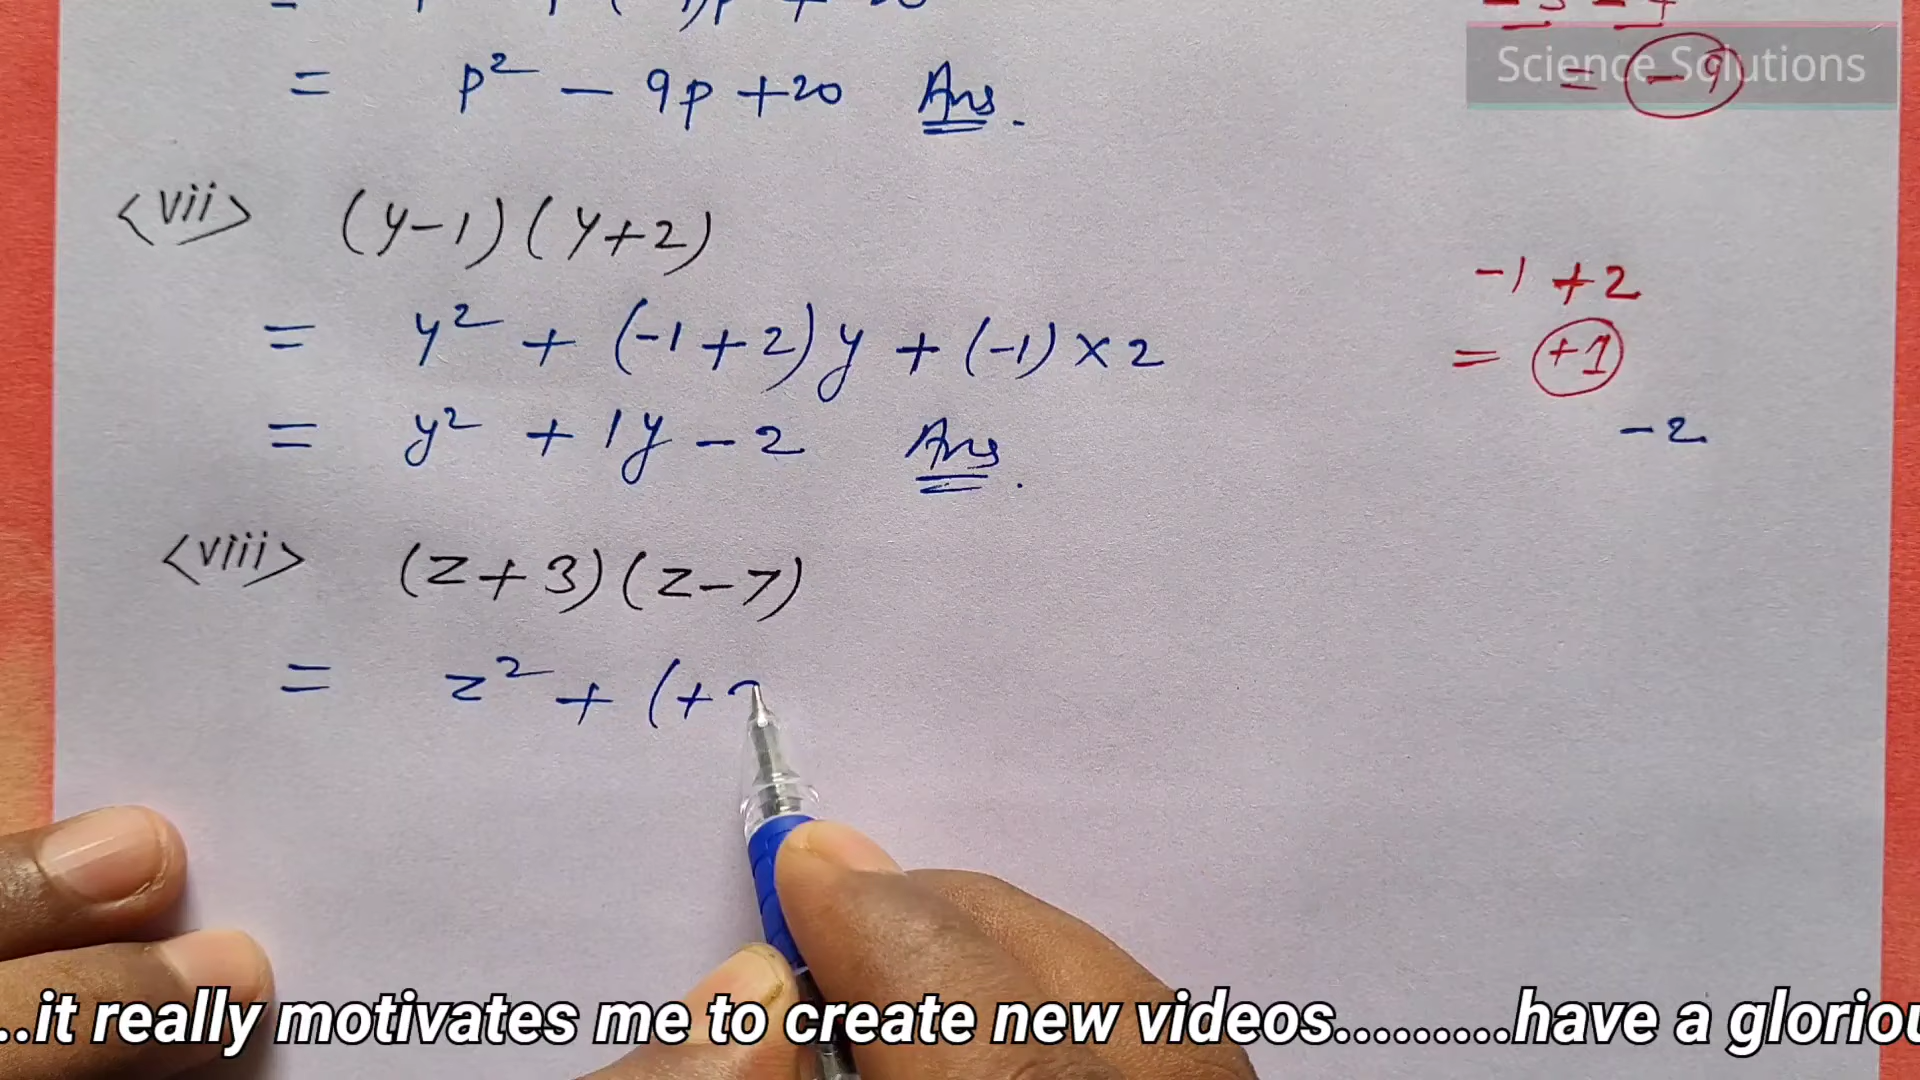 = p² − 9p + 20 Ans.
Science Solutions
= −9
<vii> (y−1)(y+2)
= y² + (−1+2)y + (−1)×2
= y² + 1y − 2 Ans.
−1 +2
= +1
−2
<viii> (z+3)(z−7)
= z² + (+
...it really motivates me to create new videos.........have a gloriou